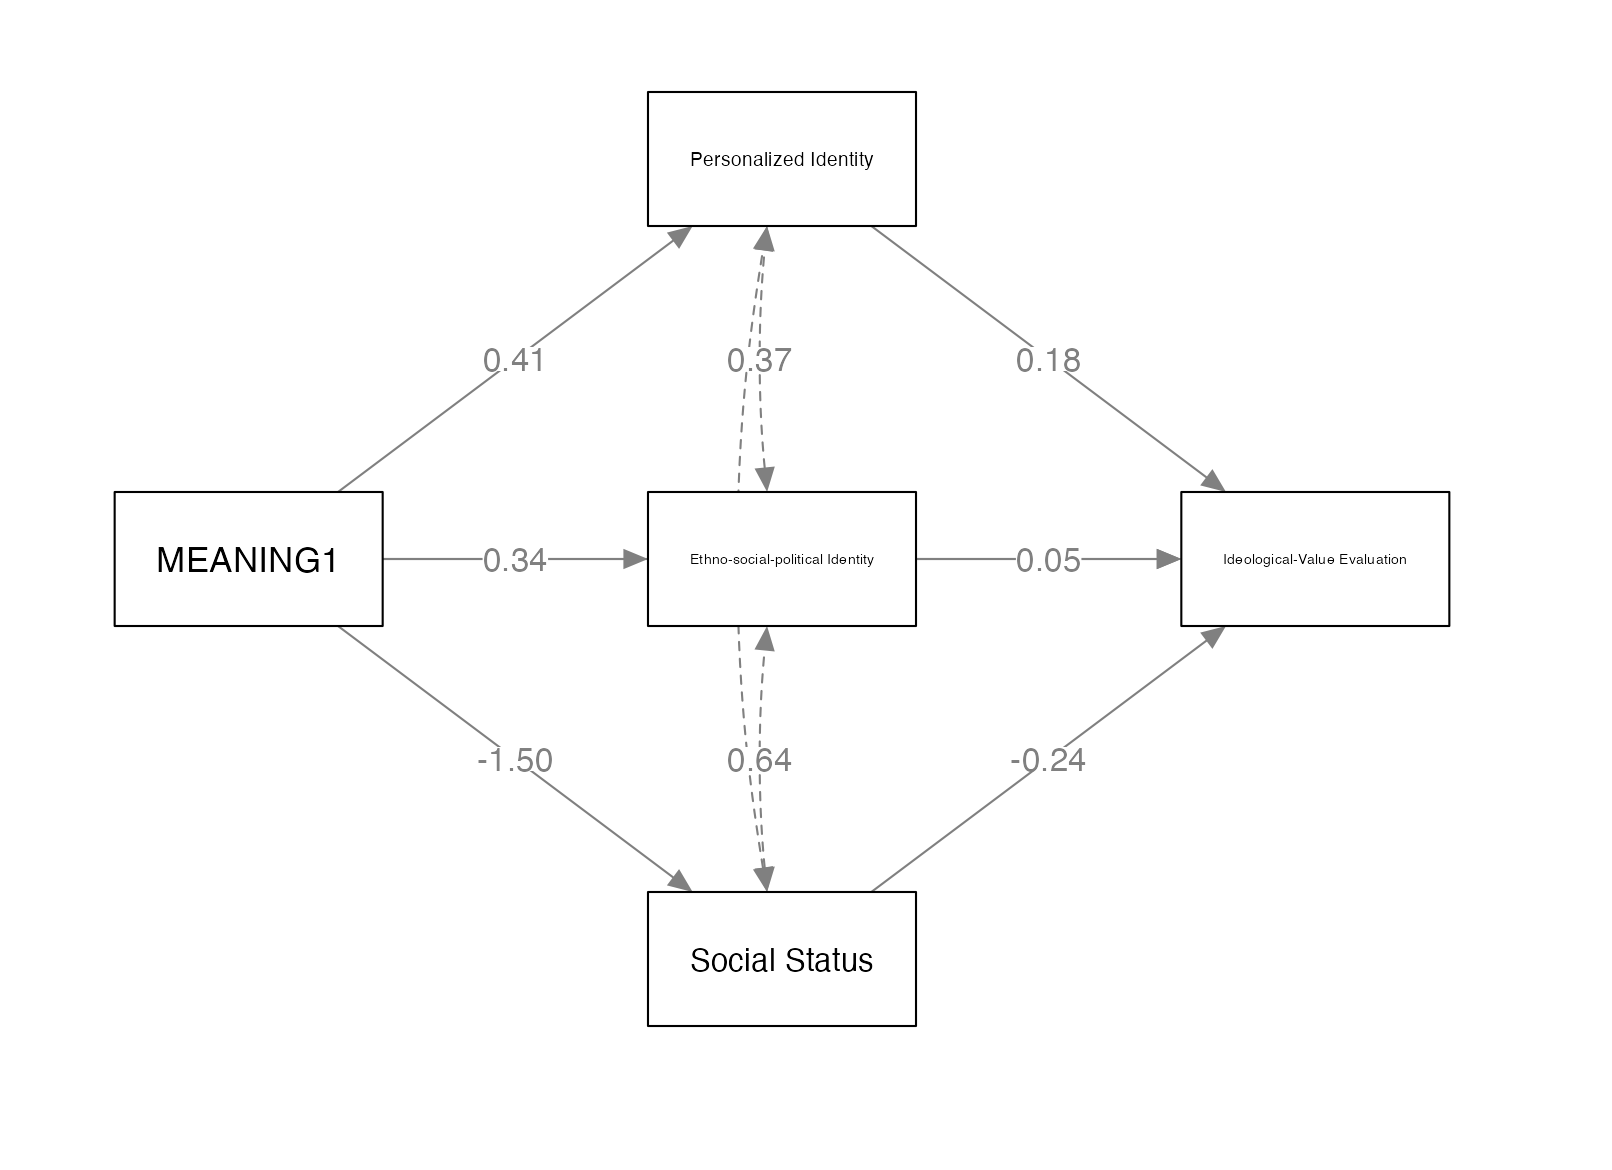 Personalized Identity
0.41
0.37
0.18
MEANING1
0.34
Ethno-social-political Identity
0.05
Ideological-Value Evaluation
-1.50
0.64
-0.24
Social Status